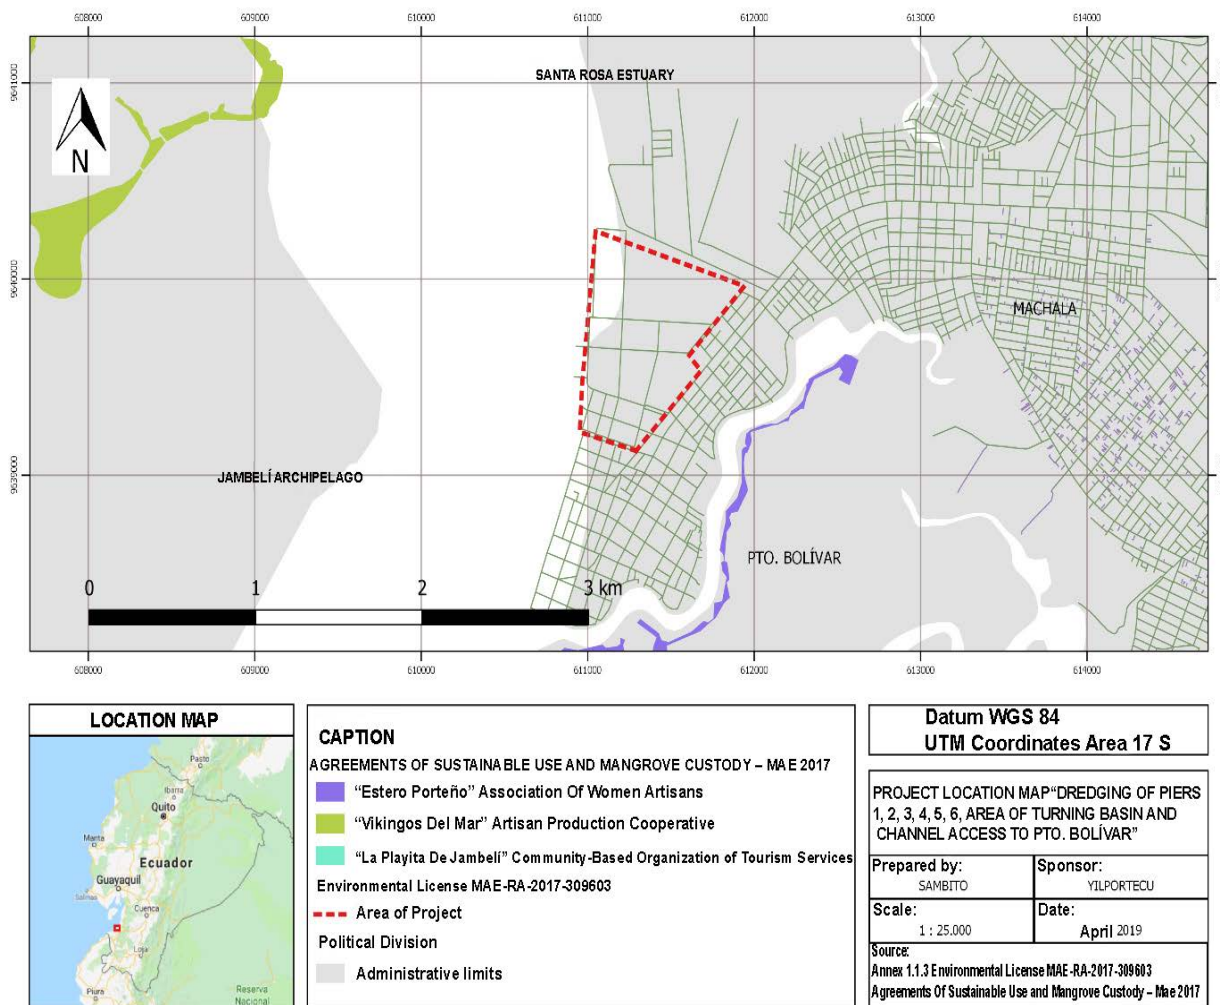 608000 609000 610000 611000 612000 613000 614000
9641000
SANTA ROSA ESTUARY
N
9640000
MACHALA
9639000
JAMBELÍ ARCHIPELAGO
PTO. BOLÍVAR
0 1 2 3 km
608000 609000 610000 611000 612000 613000 614000
LOCATION MAP
Pasto
Ibarra
Quito
Manta
Ecuador
Guayaquil
Salinas
Cuenca
Loja
Piura
Reserva
Nacional
CAPTION
AGREEMENTS OF SUSTAINABLE USE AND MANGROVE CUSTODY – MAE 2017
“Estero Porteño” Association Of Women Artisans
“Vikingos Del Mar” Artisan Production Cooperative
“La Playita De Jambelí” Community-Based Organization of Tourism Services
Environmental License MAE-RA-2017-309603
Area of Project
Political Division
Administrative limits
Datum WGS 84
UTM Coordinates Area 17 S
PROJECT LOCATION MAP“DREDGING OF PIERS
1, 2, 3, 4, 5, 6, AREA OF TURNING BASIN AND
CHANNEL ACCESS TO PTO. BOLÍVAR”
Prepared by:
SAMBITO
Sponsor:
YILPORTECU
Scale:
1 : 25.000
Date:
April 2019
Source:
Annex 1.1.3 Environmental License MAE-RA-2017-309603
Agreements Of Sustainable Use and Mangrove Custody – Mae 2017